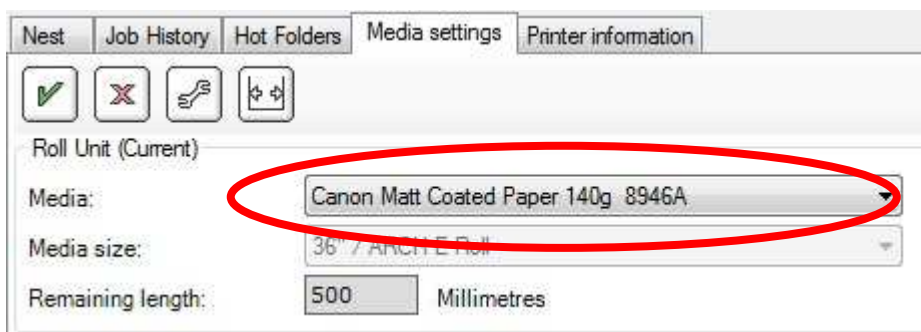 Nest Job History Hot Folders Media settings Printer information
Roll Unit (Current)
Media: Canon Matt Coated Paper 140g 8946A
Media size: 36" / ARCH E Roll
Remaining length: 500 Millimetres